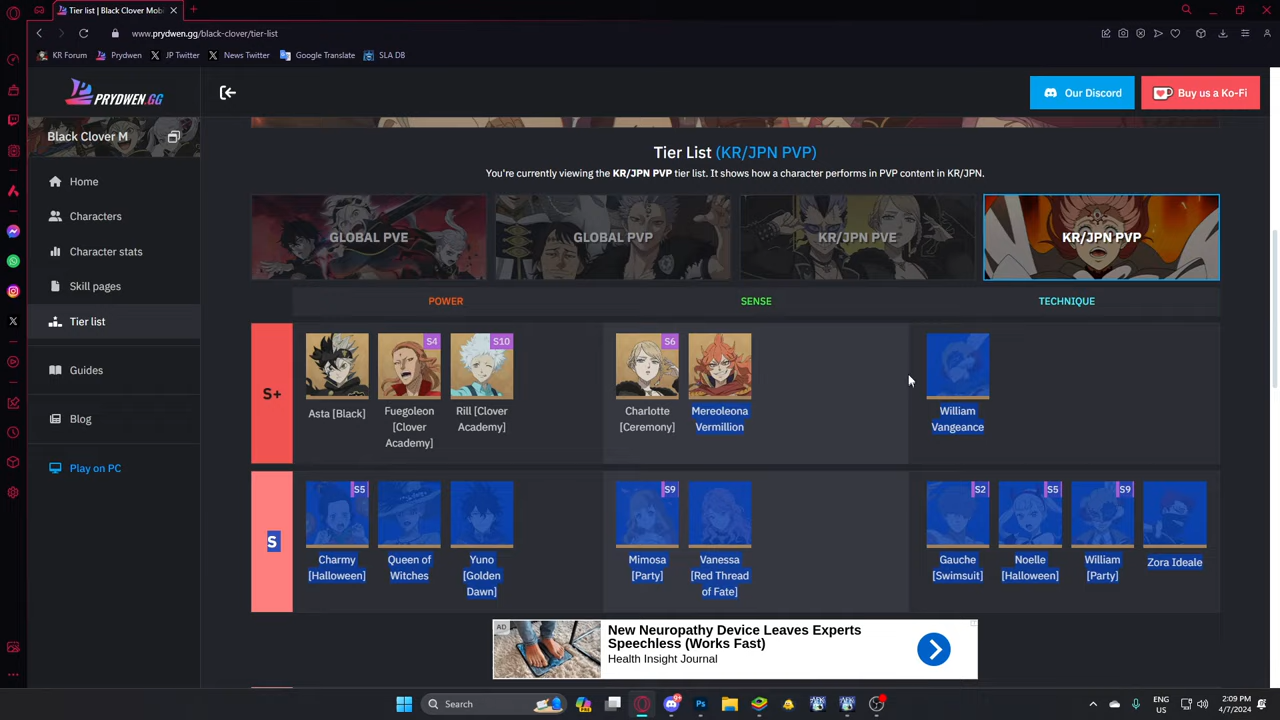 Tier list | Black Clover Mobi
www.prydwen.gg/black-clover/tier-list
KR Forum
Prydwen
JP Twitter
News Twitter
Google Translate
SLA DB
PRYDWEN.GG
Our Discord
Buy us a Ko-Fi
Black Clover M
Home
Characters
Character stats
Skill pages
Tier list
Guides
Blog
Play on PC
Tier List (KR/JPN PVP)
You're currently viewing the KR/JPN PVP tier list. It shows how a character performs in PVP content in KR/JPN.
GLOBAL PVE
GLOBAL PVP
KR/JPN PVE
KR/JPN PVP
POWER
SENSE
TECHNIQUE
S+
Asta [Black]
S4
Fuegoleon
[Clover
Academy]
S10
Rill [Clover
Academy]
S6
Charlotte
[Ceremony]
Mereoleona
Vermillion
William
Vangeance
S
S5
Charmy
[Halloween]
Queen of
Witches
Yuno
[Golden
Dawn]
S9
Mimosa
[Party]
Vanessa
[Red Thread
of Fate]
S2
Gauche
[Swimsuit]
S5
Noelle
[Halloween]
S9
William
[Party]
Zora Ideale
AD
New Neuropathy Device Leaves Experts
Speechless (Works Fast)
Health Insight Journal
Search
ENG
US
2:09 PM
4/7/2024